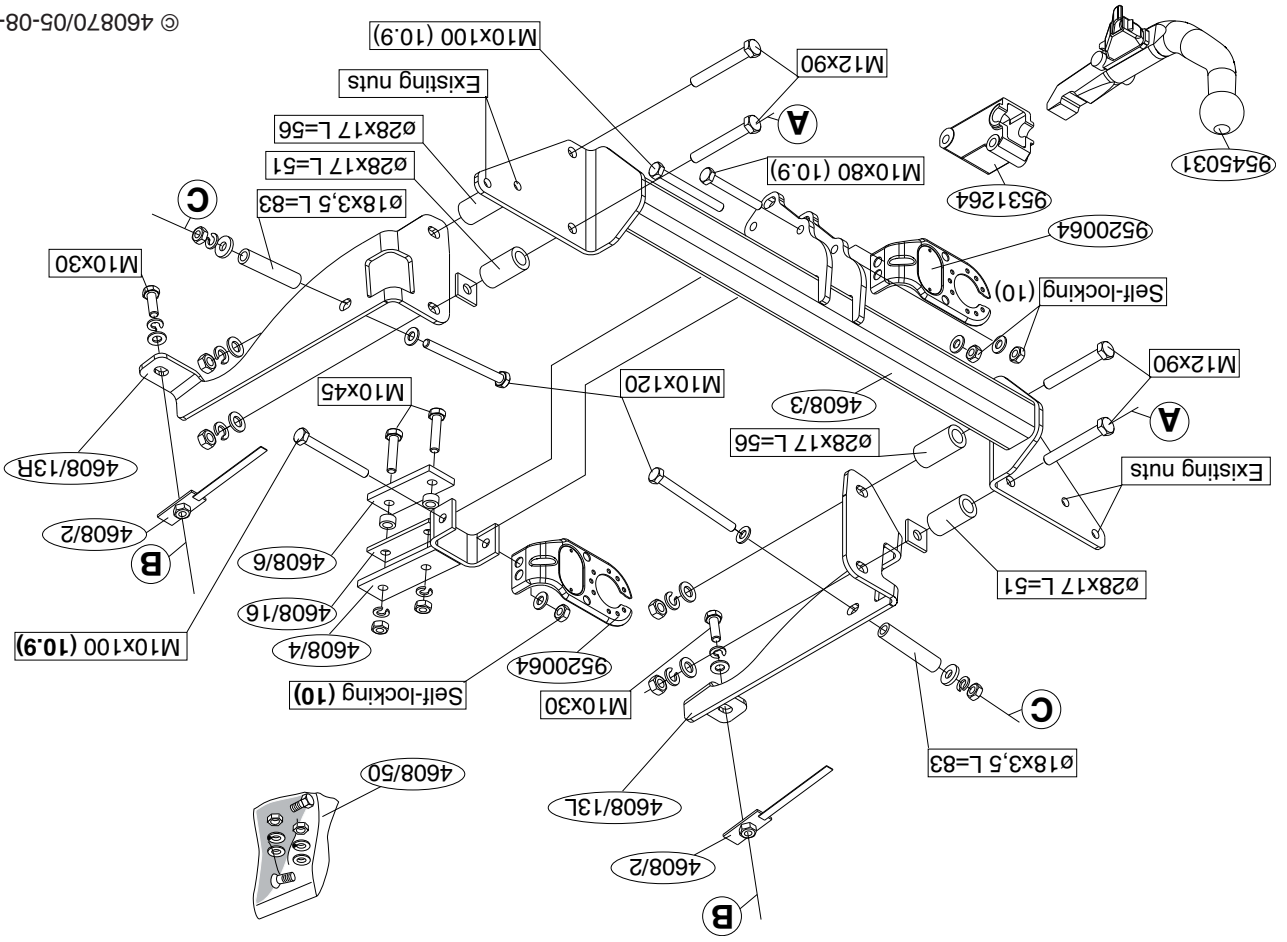 B
4608/2
4608/13L
4608/50
ø18x3,5 L=83
C
M10x30
Self-locking (10)
9520064
4608/4
M10x100 (10.9)
4608/16
ø28x17 L=51
B
4608/6
4608/2
Existing nuts
4608/13R
ø28x17 L=56
A
4608/3
M10x45
M10x120
M12x90
Self-locking (10)
M10x30
9520064
ø18x3,5 L=83
C
9531264
M10x80 (10.9)
9545031
ø28x17 L=51
ø28x17 L=56
A
Existing nuts
M12x90
M10x100 (10.9)
© 460870/05-08-